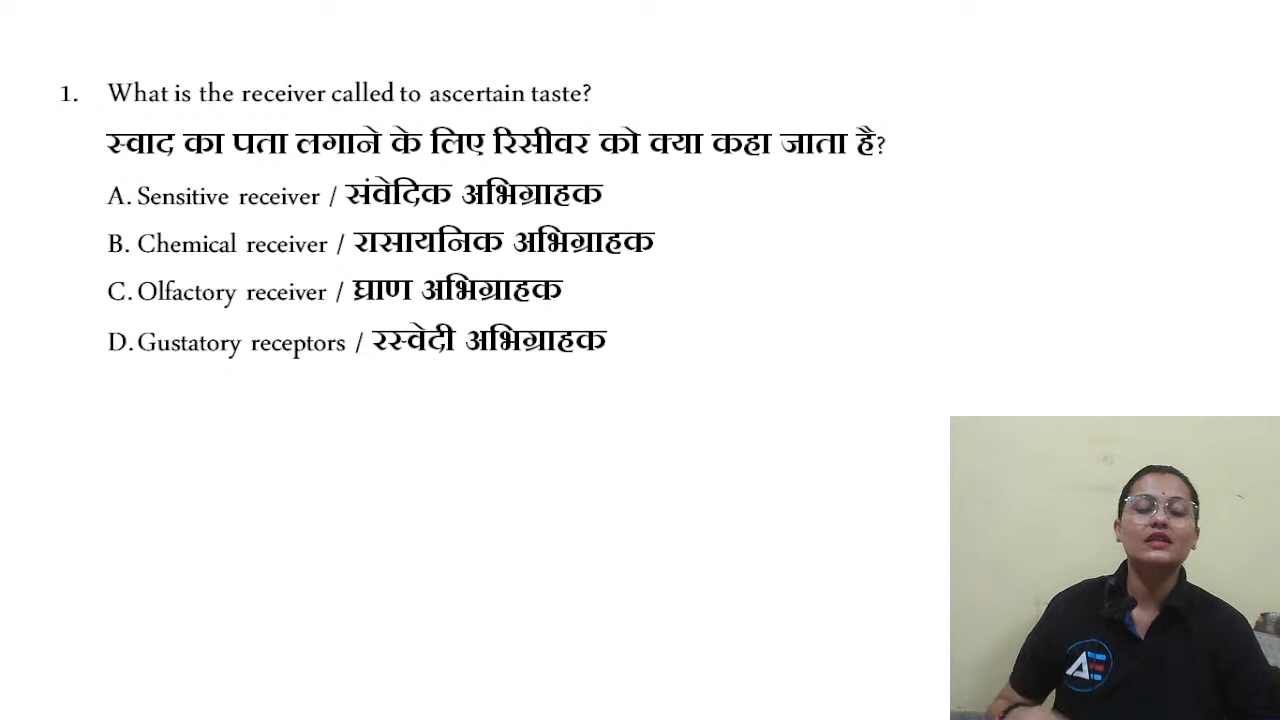 1. What is the receiver called to ascertain taste?
स्वाद का पता लगाने के लिए रिसीवर को क्या कहा जाता है?
A. Sensitive receiver / संवेदिक अभिग्राहक
B. Chemical receiver / रासायनिक अभिग्राहक
C. Olfactory receiver / घ्राण अभिग्राहक
D. Gustatory receptors / रस्वेदी अभिग्राहक
AE